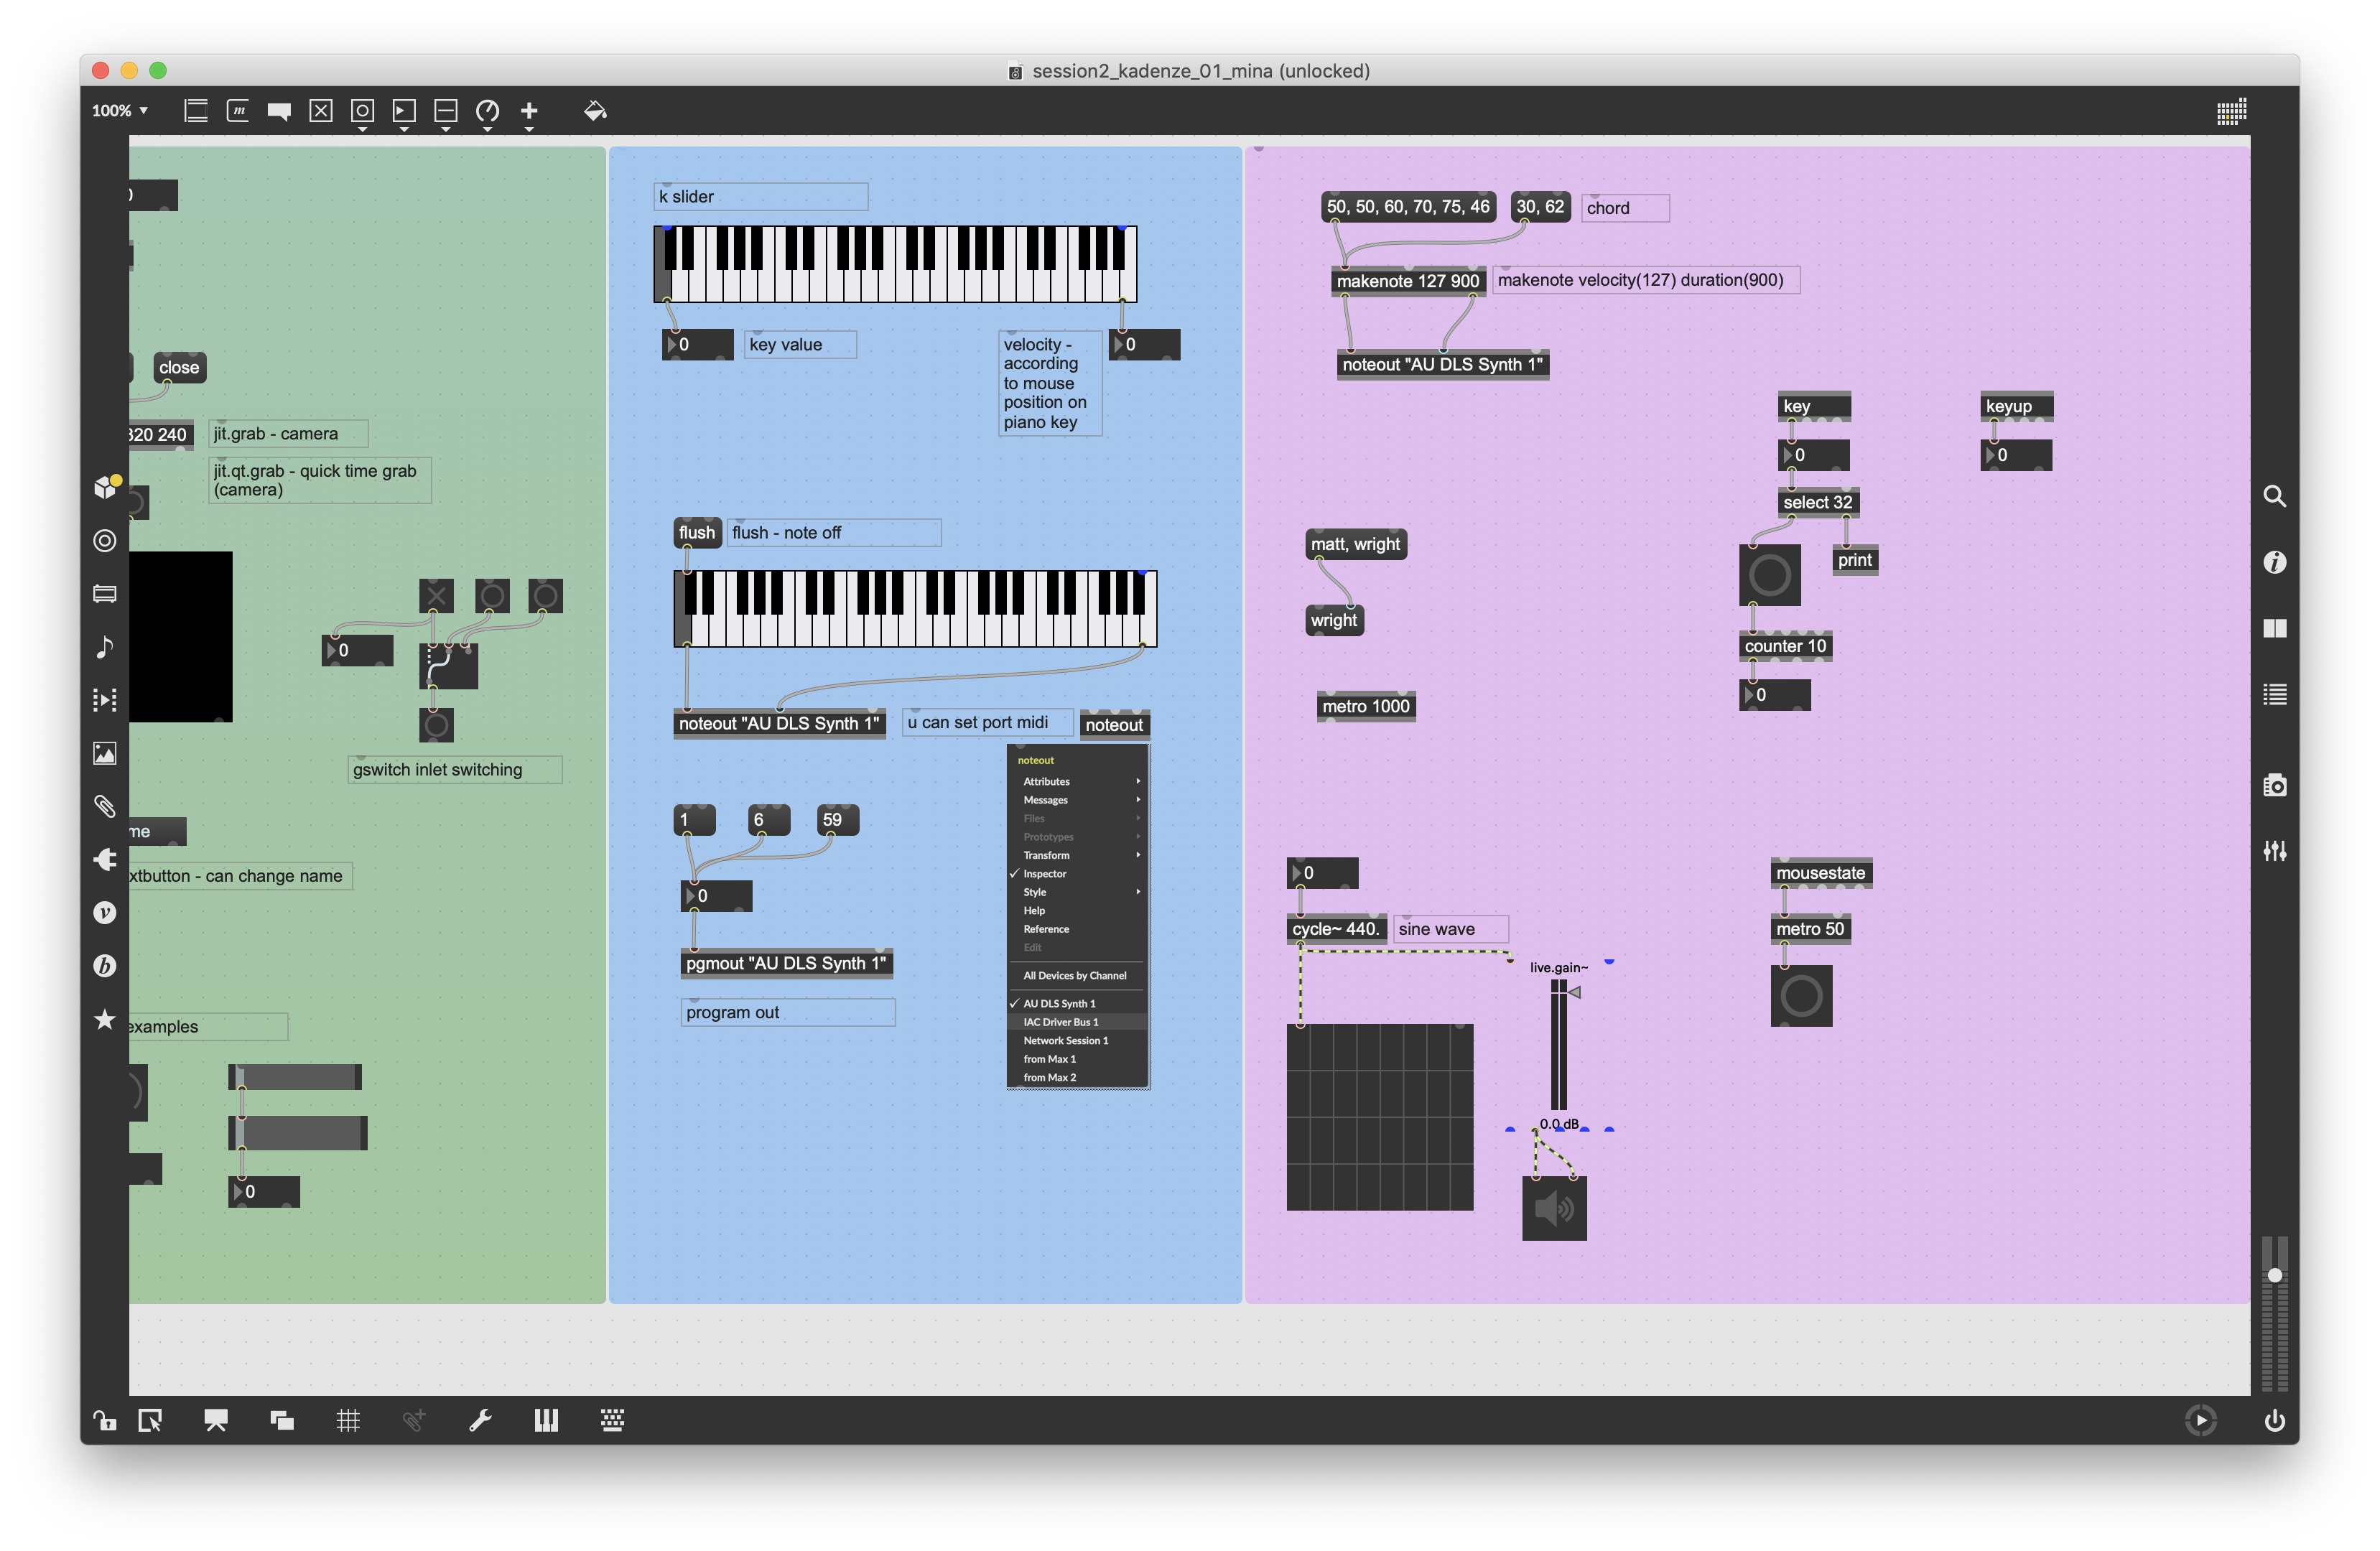 session2_kadenze_01_mina (unlocked)
100%
close
320 240
jit.grab - camera
jit.qt.grab - quick time grab
(camera)
0
gswitch inlet switching
me
xtbutton - can change name
examples
0
k slider
0
key value
velocity -
according
to mouse
position on
piano key
0
flush
flush - note off
noteout "AU DLS Synth 1"
u can set port midi
noteout
noteout
Attributes
Messages
Files
Prototypes
Transform
Inspector
Style
Help
Reference
Edit
All Devices by Channel
AU DLS Synth 1
IAC Driver Bus 1
Network Session 1
from Max 1
from Max 2
1
6
59
0
pgmout "AU DLS Synth 1"
program out
50, 50, 60, 70, 75, 46
30, 62
chord
makenote 127 900
makenote velocity(127) duration(900)
noteout "AU DLS Synth 1"
key
0
select 32
print
counter 10
0
keyup
0
matt, wright
wright
metro 1000
0
cycle~ 440.
sine wave
live.gain~
0.0 dB
mousestate
metro 50